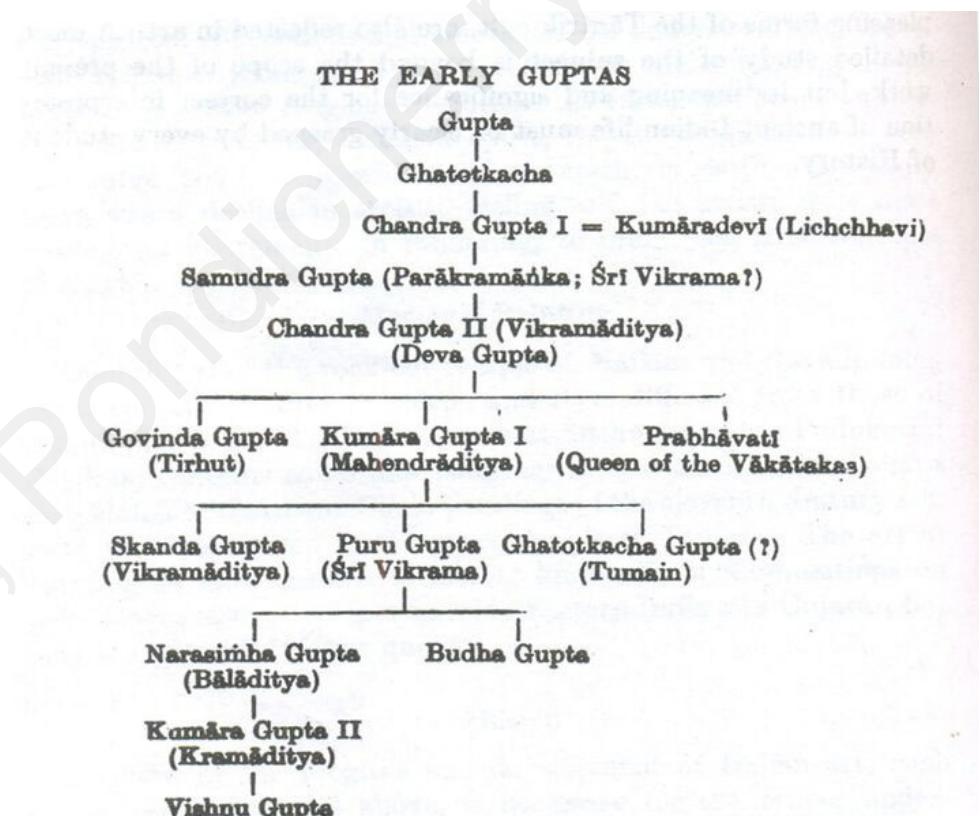 THE EARLY GUPTAS
Gupta
Ghatotkacha
Chandra Gupta I = Kumāradevī (Lichchhavi)
Samudra Gupta (Parākramāṅka; Śrī Vikrama?)
Chandra Gupta II (Vikramāditya)
(Deva Gupta)
Govinda Gupta Kumāra Gupta I Prabhāvatī
(Tirhut) (Mahendrāditya) (Queen of the Vākātakas)
Skanda Gupta Puru Gupta Ghatotkacha Gupta (?)
(Vikramāditya) (Śrī Vikrama) (Tumain)
Narasiṁha Gupta Budha Gupta
(Bālāditya)
Kumāra Gupta II
(Kramāditya)
Vishnu Gupta
Pondicherry